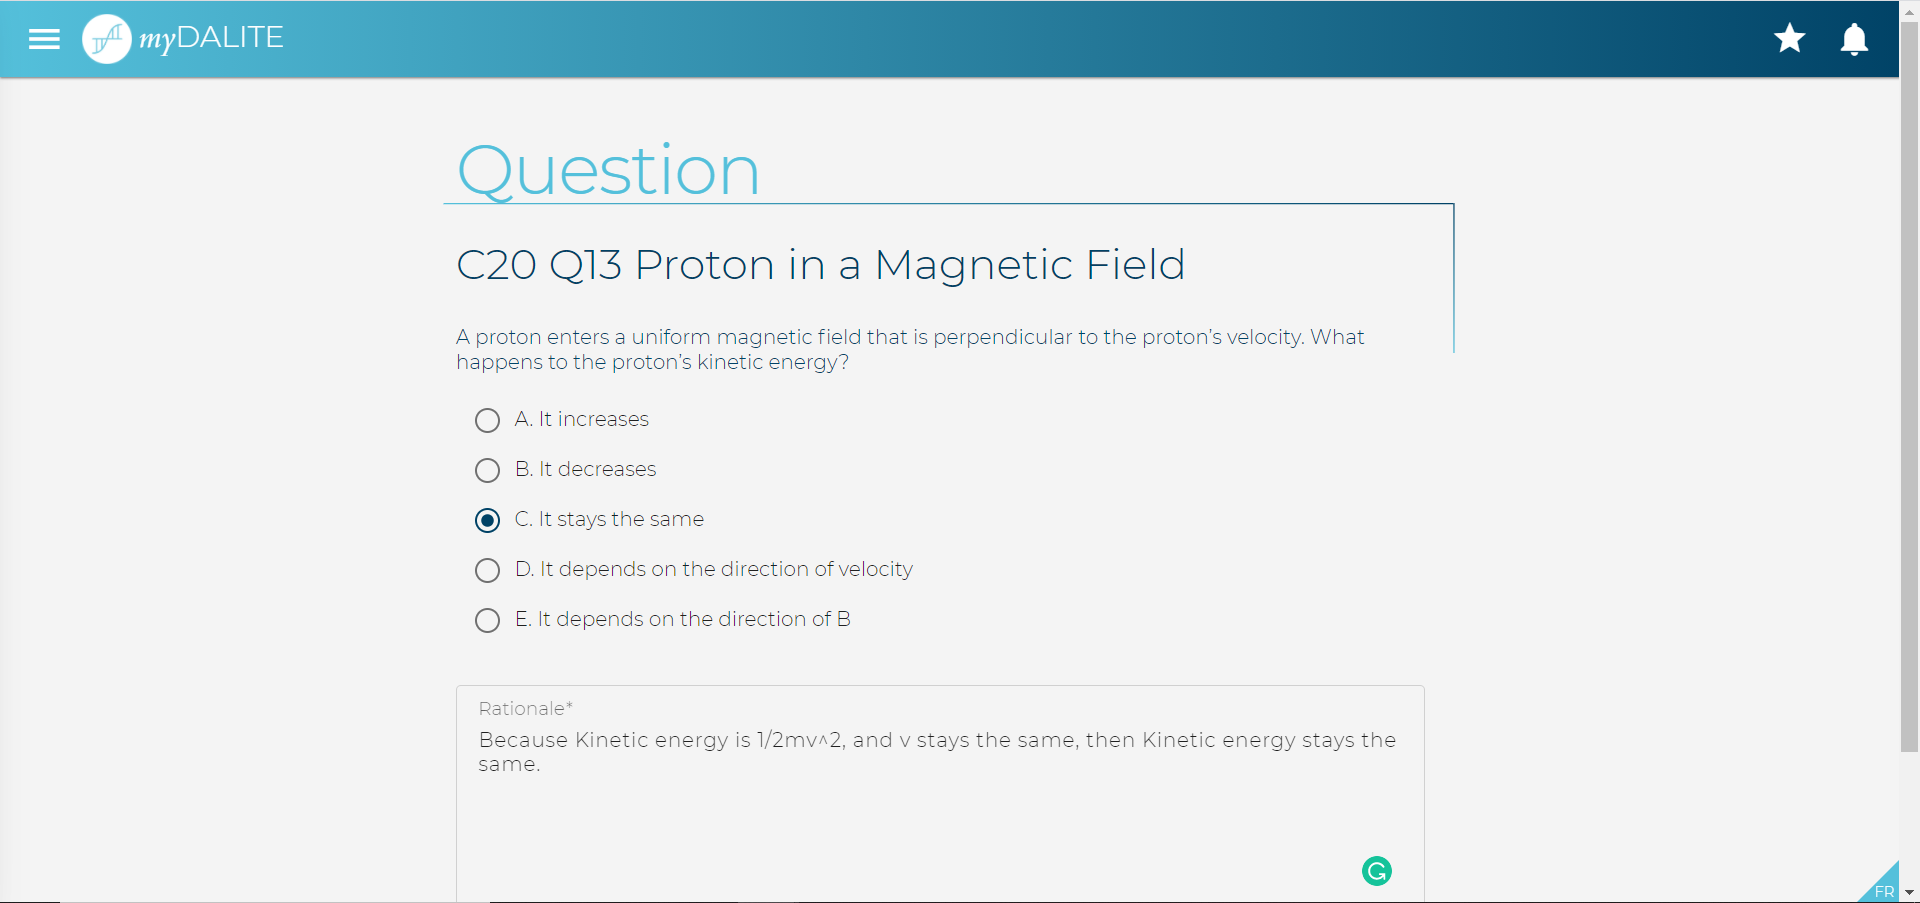 myDALITE
Question
C20 Q13 Proton in a Magnetic Field
A proton enters a uniform magnetic field that is perpendicular to the proton’s velocity. What
happens to the proton’s kinetic energy?
A. It increases
B. It decreases
C. It stays the same
D. It depends on the direction of velocity
E. It depends on the direction of B
Rationale*
Because Kinetic energy is 1/2mv^2, and v stays the same, then Kinetic energy stays the
same.
FR